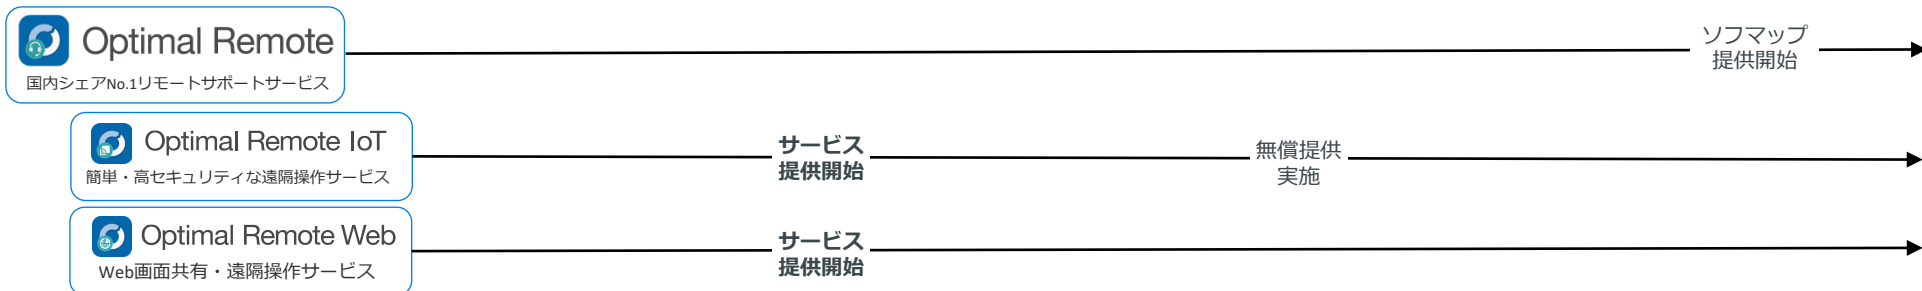 Optimal Remote
国内シェアNo.1リモートサポートサービス
ソフマップ
提供開始
Optimal Remote IoT
簡単・高セキュリティな遠隔操作サービス
サービス
提供開始
無償提供
実施
Optimal Remote Web
Web画面共有・遠隔操作サービス
サービス
提供開始